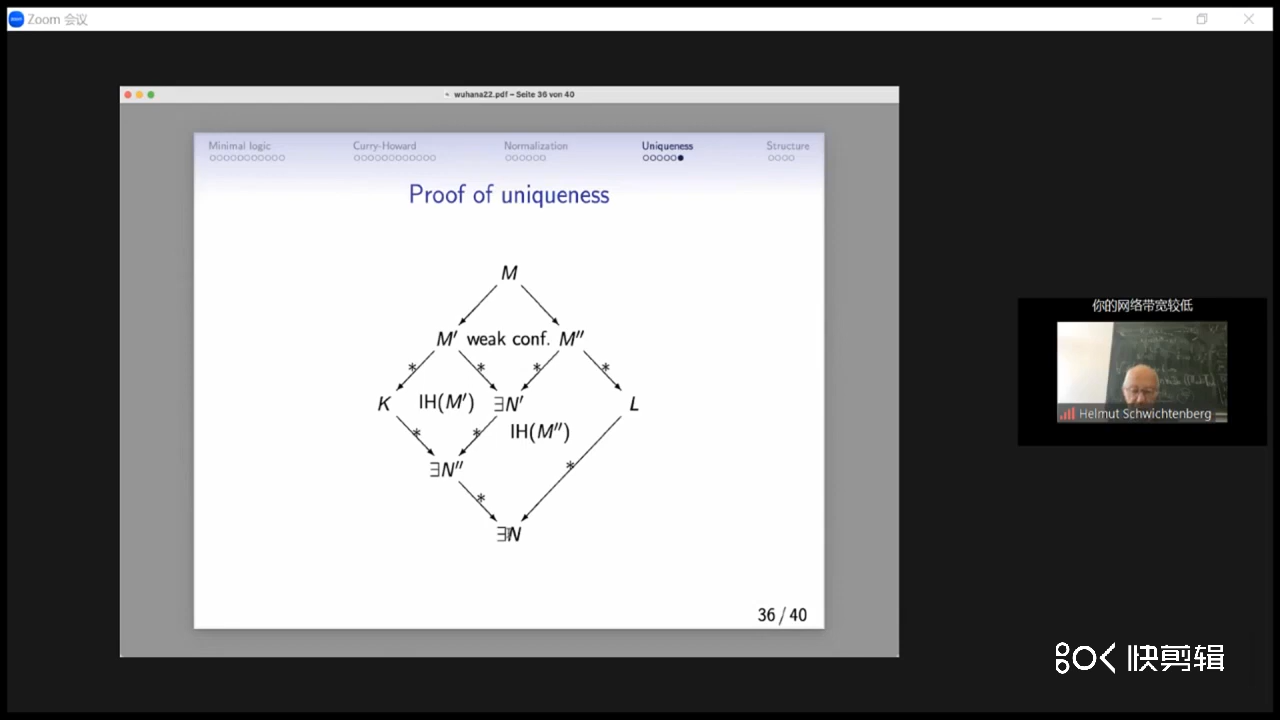 Zoom 会议
wuhana22.pdf – Seite 36 von 40
Minimal logic Curry-Howard Normalization Uniqueness Structure
Proof of uniqueness
M
M′ weak conf. M″
* * * *
K IH(M′) ∃N′ L
* * IH(M″)
∃N″ *
*
∃N
36 / 40
你的网络带宽较低
Helmut Schwichtenberg
快剪辑